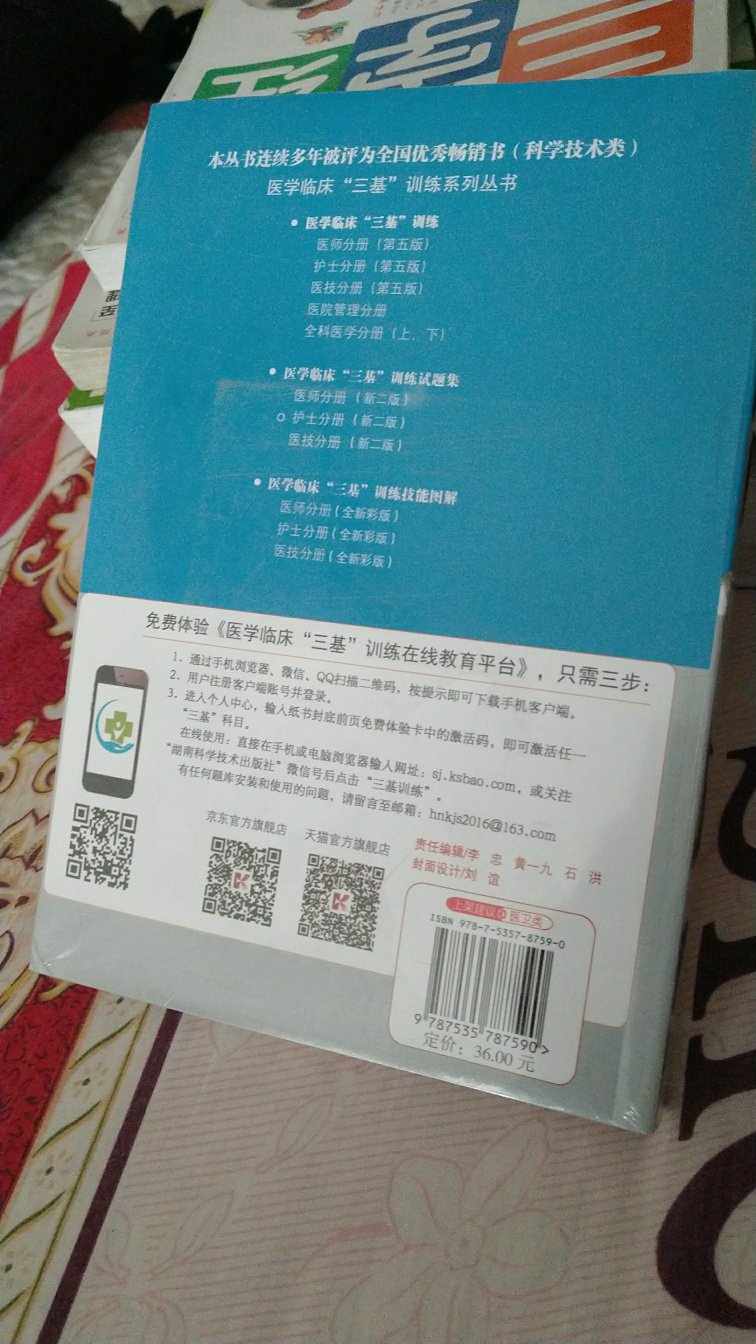 本丛书连续多年被评为全国优秀畅销书（科学技术类）
医学临床“三基”训练系列丛书
● 医学临床“三基”训练
医师分册（第五版）
护士分册（第五版）
医技分册（第五版）
医院管理分册
全科医学分册（上、下）
● 医学临床“三基”训练试题集
医师分册（新二版）
○ 护士分册（新二版）
医技分册（新二版）
● 医学临床“三基”训练技能图解
医师分册（全新彩版）
护士分册（全新彩版）
医技分册（全新彩版）
免费体验《医学临床“三基”训练在线教育平台》，只需三步：
1. 通过手机浏览器、微信、QQ扫描二维码，按提示即可下载手机客户端。
2. 用户注册客户端账号并登录。
3. 进入个人中心，输入纸书封底前页免费体验卡中的激活码，即可激活任一
“三基”科目。
在线使用：直接在手机或电脑浏览器输入网址：sj.ksbao.com，或关注
“湖南科学技术出版社”微信号后点击“三基训练”。
有任何题库安装和使用的问题，请留言至邮箱：hnkjs2016@163.com
京东官方旗舰店
天猫官方旗舰店
责任编辑/李 忠 黄一九 石 洪
封面设计/刘 谊
上架建议 医卫类
ISBN 978-7-5357-8759-0
9 787535 787590 >
定价：36.00 元